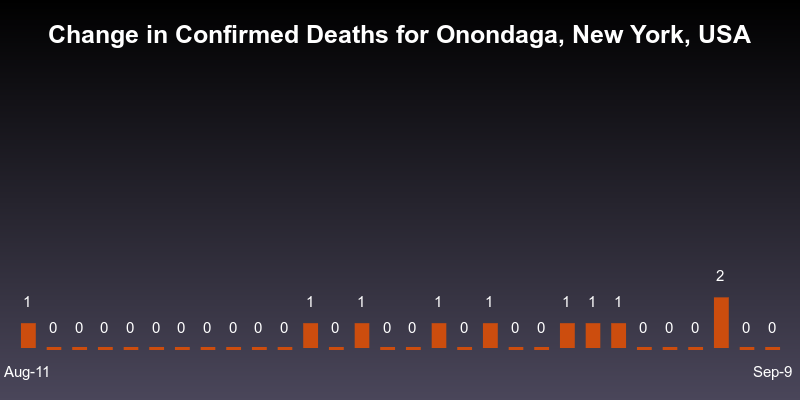 Change in Confirmed Deaths for Onondaga, New York, USA
2
1 1 1 1 1 1 1 1
0 0 0 0 0 0 0 0 0 0 0 0 0 0 0 0 0 0 0 0 0
Aug-11 Sep-9